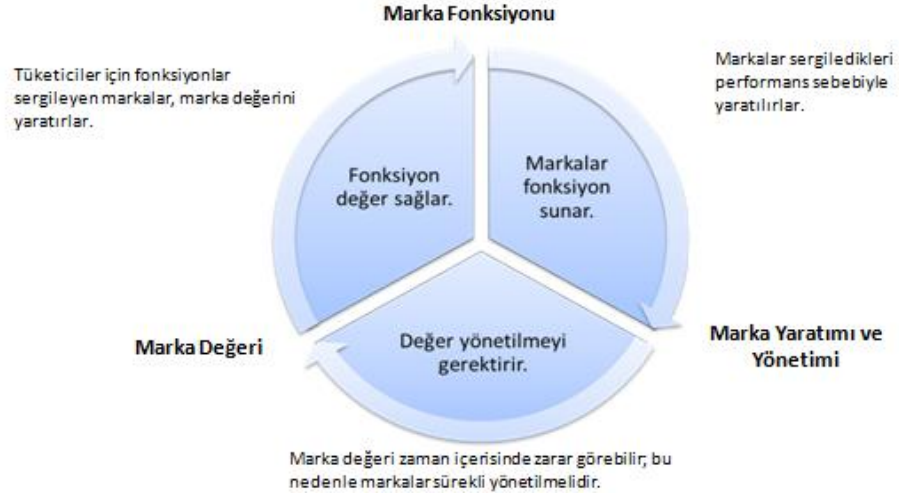 Marka Fonksiyonu
Tüketiciler için fonksiyonlar
sergileyen markalar, marka değerini
yaratırlar.
Markalar sergiledikleri
performans sebebiyle
yaratılırlar.
Fonksiyon
değer sağlar.
Markalar
fonksiyon
sunar.
Marka Değeri
Değer yönetilmeyi
gerektirir.
Marka Yaratımı ve
Yönetimi
Marka değeri zaman içerisinde zarar görebilir; bu
nedenle markalar sürekli yönetilmelidir.